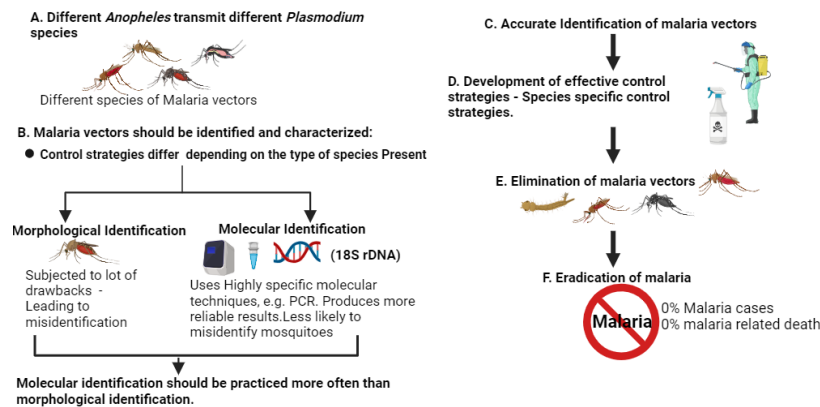 A. Different Anopheles transmit different Plasmodium
species
Different species of Malaria vectors
B. Malaria vectors should be identified and characterized:
● Control strategies differ depending on the type of species Present
Morphological Identification
Subjected to lot of
drawbacks -
Leading to
misidentification
Molecular Identification
(18S rDNA)
Uses Highly specific molecular
techniques, e.g. PCR. Produces more
reliable results.Less likely to
misidentify mosquitoes
Molecular identification should be practiced more often than
morphological identification.
C. Accurate Identification of malaria vectors
D. Development of effective control
strategies - Species specific control
strategies.
E. Elimination of malaria vectors
F. Eradication of malaria
Malaria
0% Malaria cases
0% malaria related death